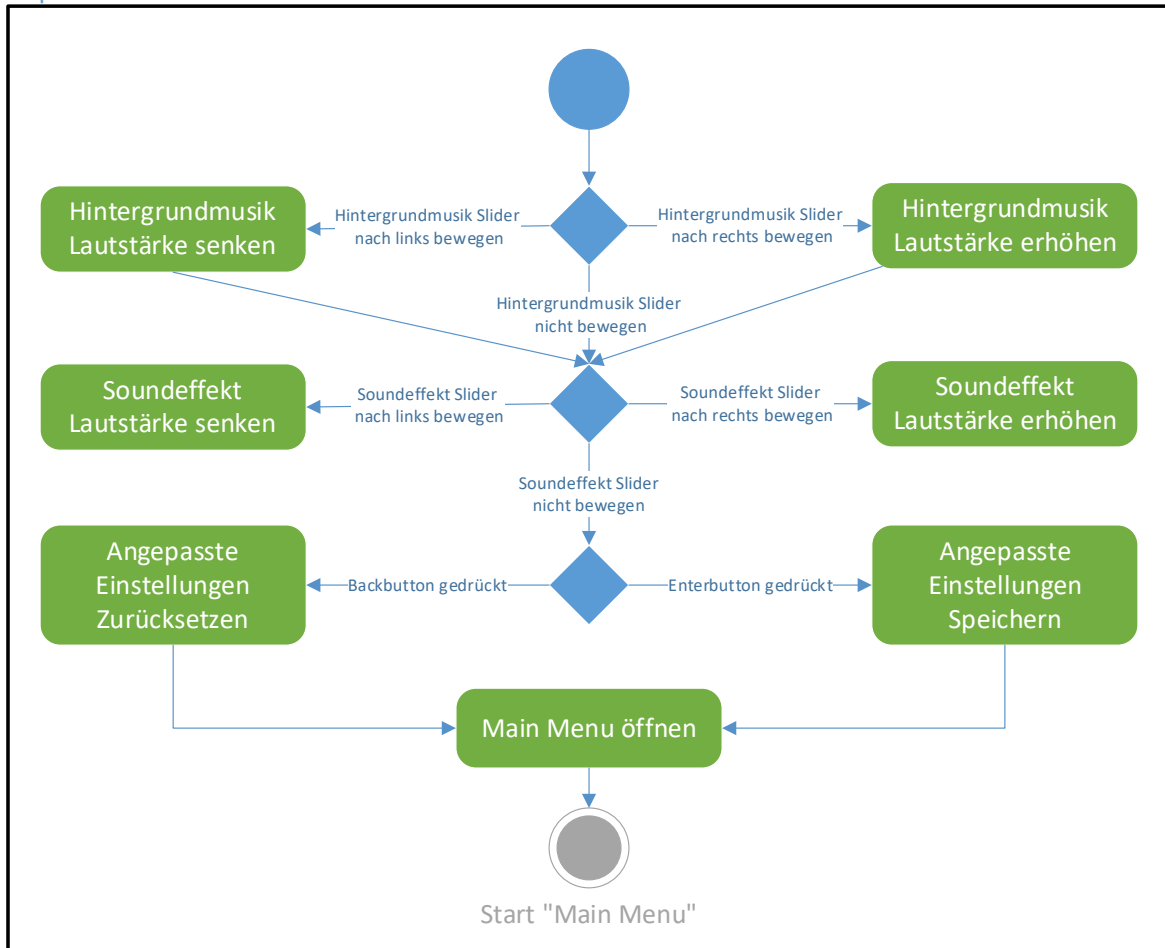 Hintergrundmusik
Lautstärke senken
Hintergrundmusik Slider
nach links bewegen
Hintergrundmusik Slider
nach rechts bewegen
Hintergrundmusik
Lautstärke erhöhen
Hintergrundmusik Slider
nicht bewegen
Soundeffekt
Lautstärke senken
Soundeffekt Slider
nach links bewegen
Soundeffekt Slider
nach rechts bewegen
Soundeffekt
Lautstärke erhöhen
Soundeffekt Slider
nicht bewegen
Angepasste
Einstellungen
Zurücksetzen
Backbutton gedrückt
Enterbutton gedrückt
Angepasste
Einstellungen
Speichern
Main Menu öffnen
Start "Main Menu"